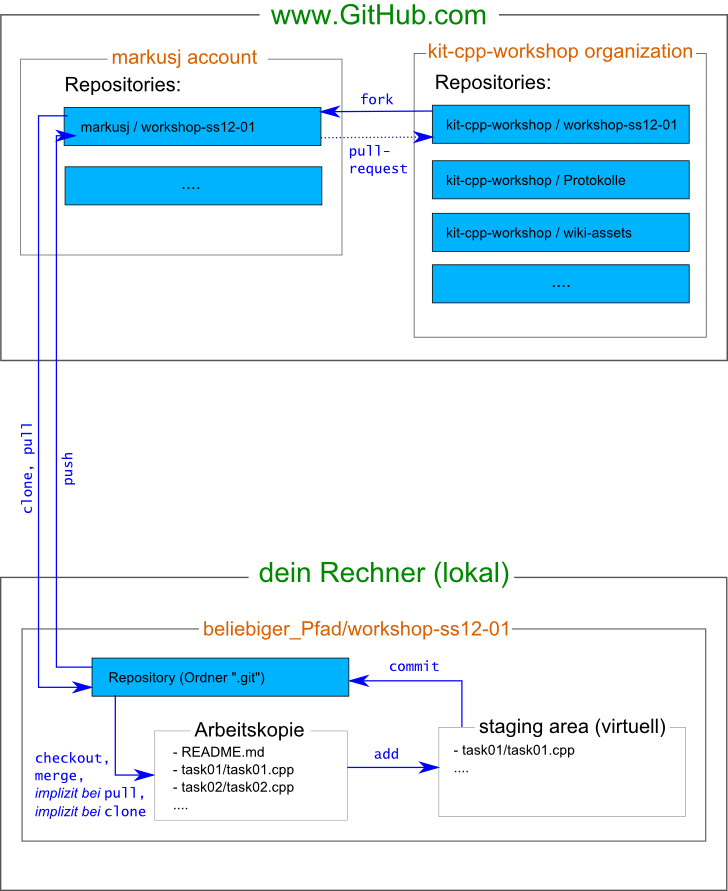 www.GitHub.com
markusj account
Repositories:
markusj / workshop-ss12-01
....
kit-cpp-workshop organization
Repositories:
kit-cpp-workshop / workshop-ss12-01
kit-cpp-workshop / Protokolle
kit-cpp-workshop / wiki-assets
....
fork
pull-
request
clone, pull
push
dein Rechner (lokal)
beliebiger_Pfad/workshop-ss12-01
Repository (Ordner ".git")
commit
checkout,
merge,
implizit bei pull,
implizit bei clone
Arbeitskopie
- README.md
- task01/task01.cpp
- task02/task02.cpp
....
add
staging area (virtuell)
- task01/task01.cpp
....